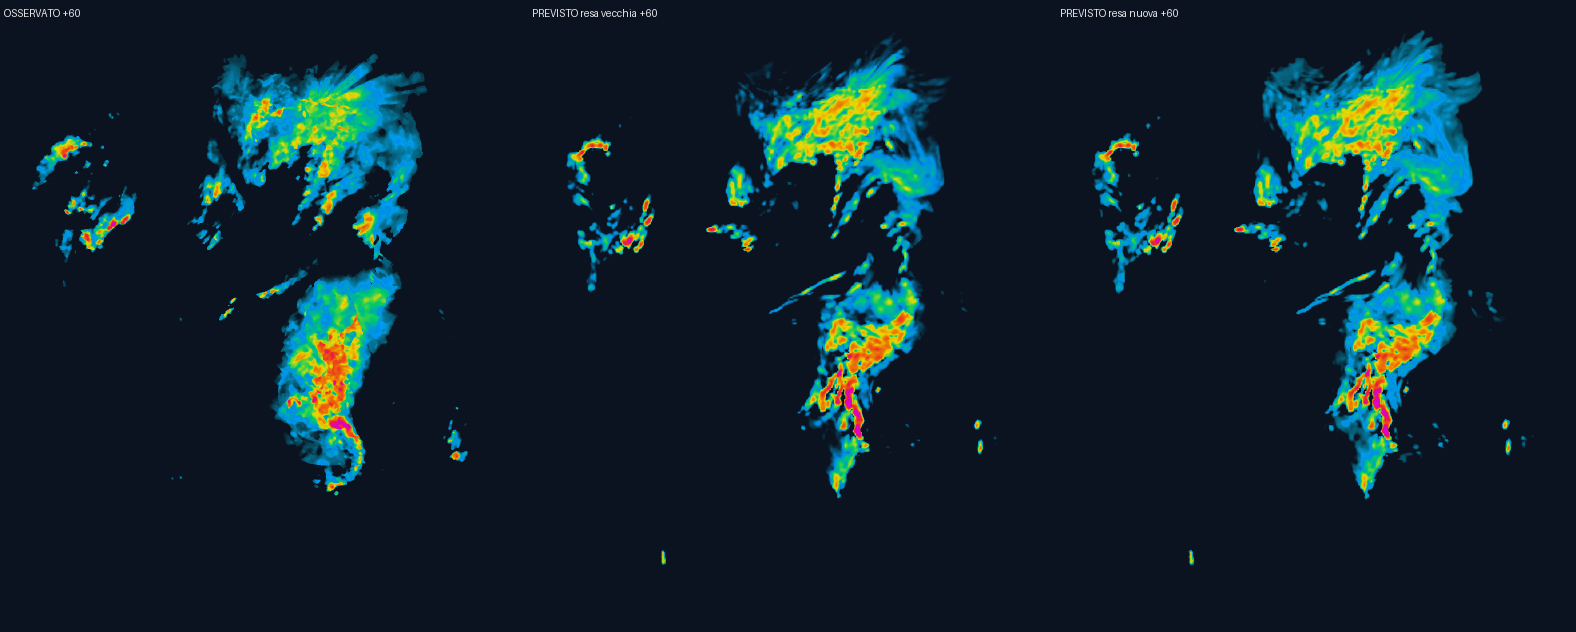 OSSERVATO +60
PREVISTO resa vecchia +60
PREVISTO resa nuova +60